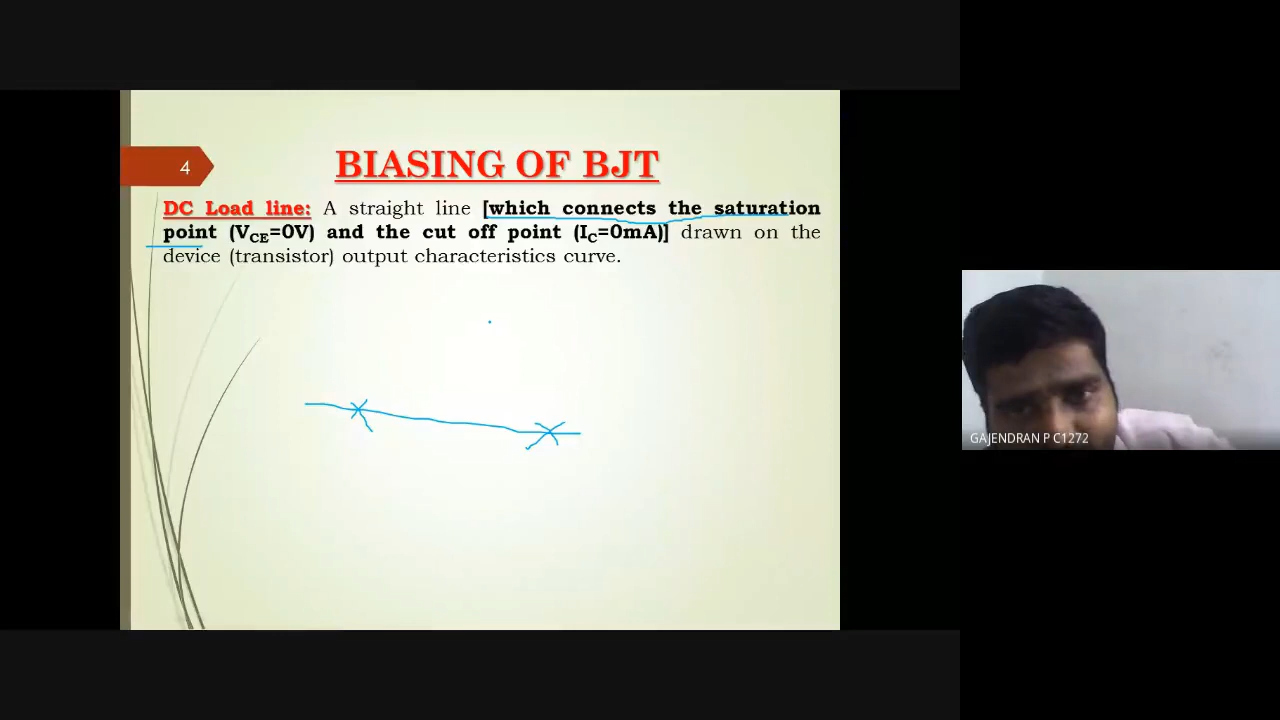 4
BIASING OF BJT
DC Load line: A straight line [which connects the saturation
point (VCE=0V) and the cut off point (IC=0mA)] drawn on the
device (transistor) output characteristics curve.
GAJENDRAN P C1272